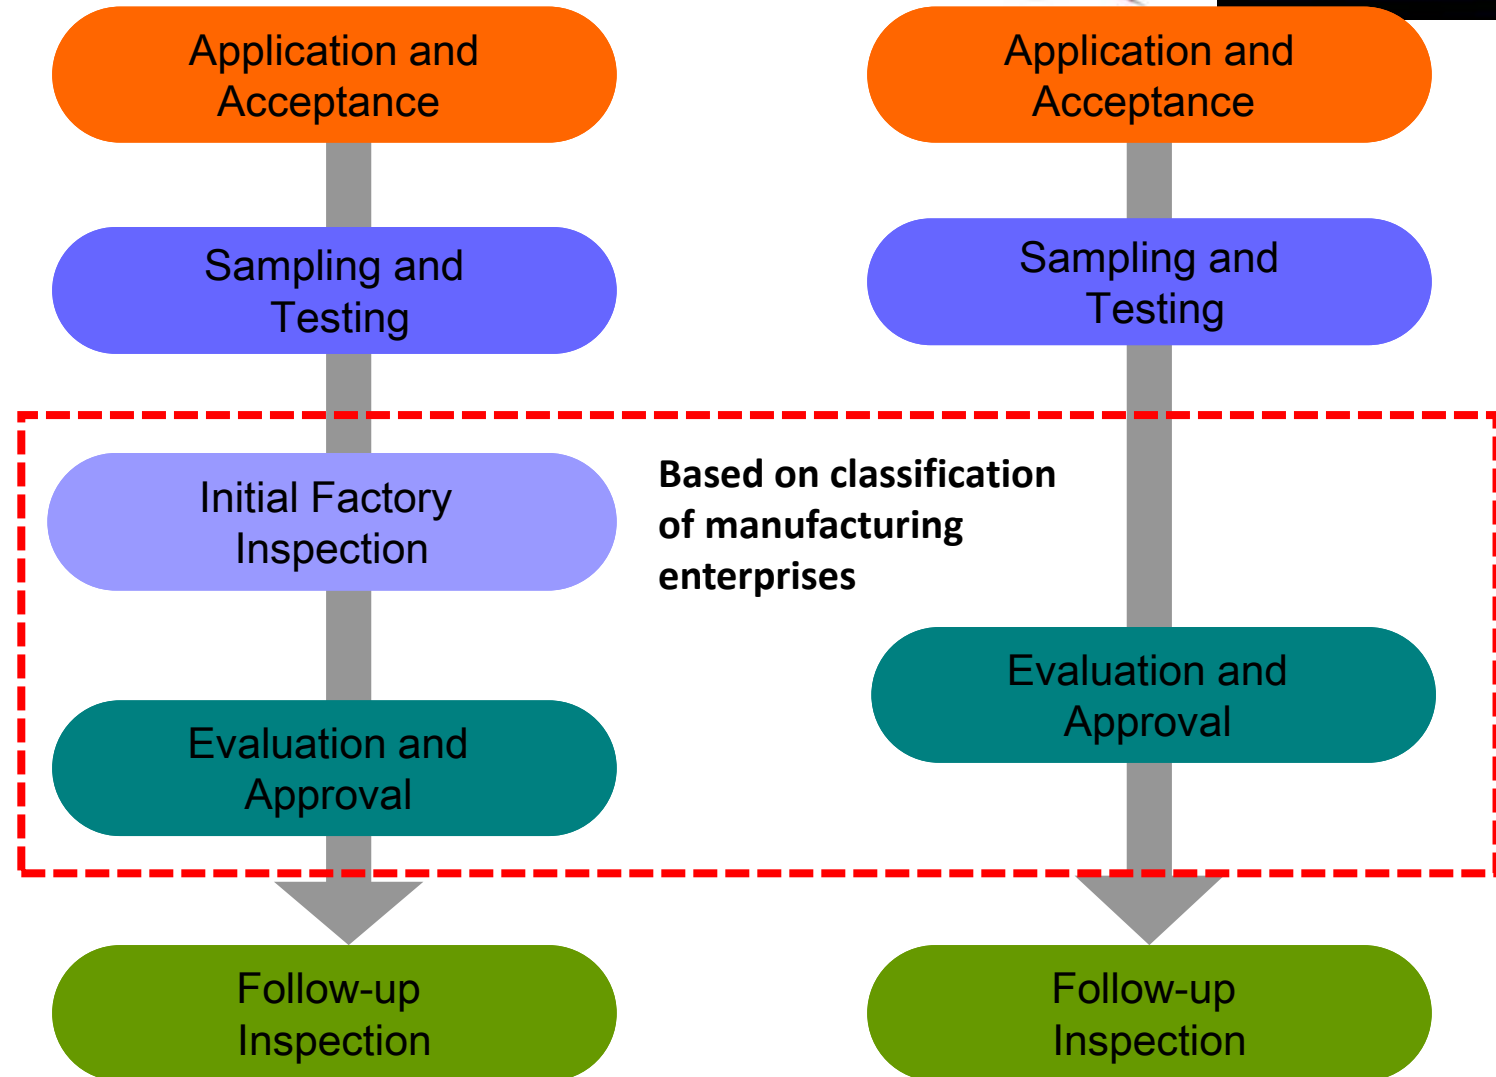 Application and
Acceptance
Sampling and
Testing
Initial Factory
Inspection
Evaluation and
Approval
Follow-up
Inspection
Based on classification
of manufacturing
enterprises
Application and
Acceptance
Sampling and
Testing
Evaluation and
Approval
Follow-up
Inspection